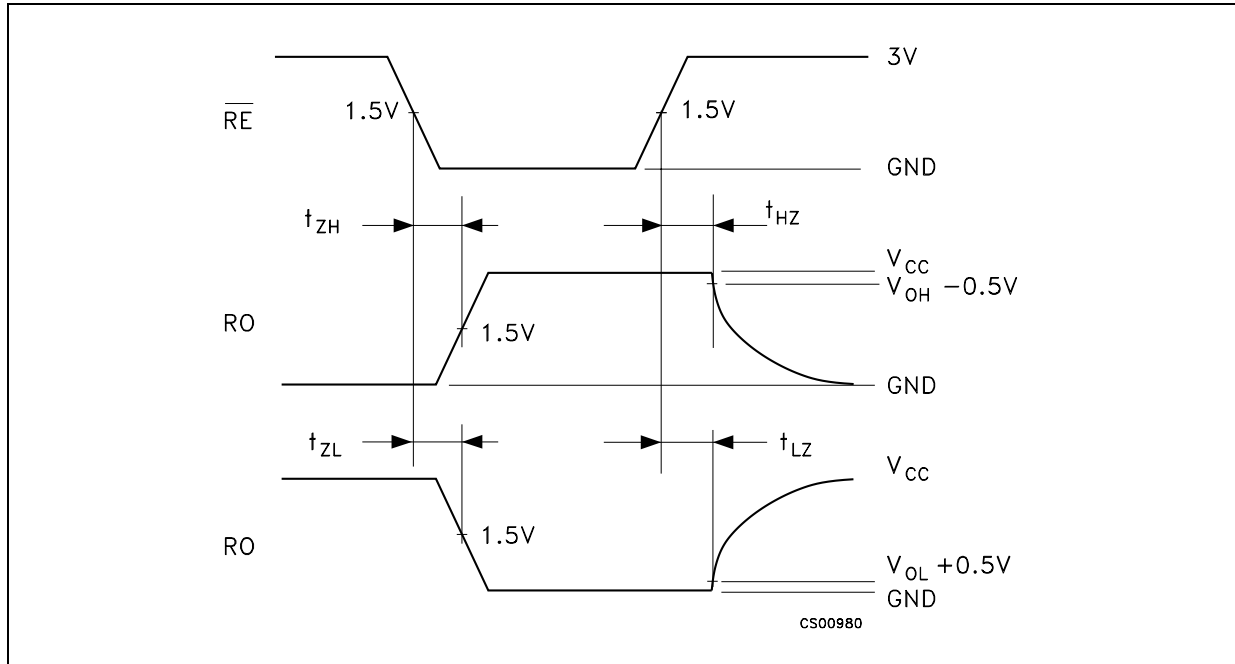 3V
R̅E̅
1.5V
1.5V
GND
tZH
tHZ
VCC
VOH −0.5V
RO
1.5V
GND
tZL
tLZ
VCC
RO
1.5V
VOL +0.5V
GND
CS00980